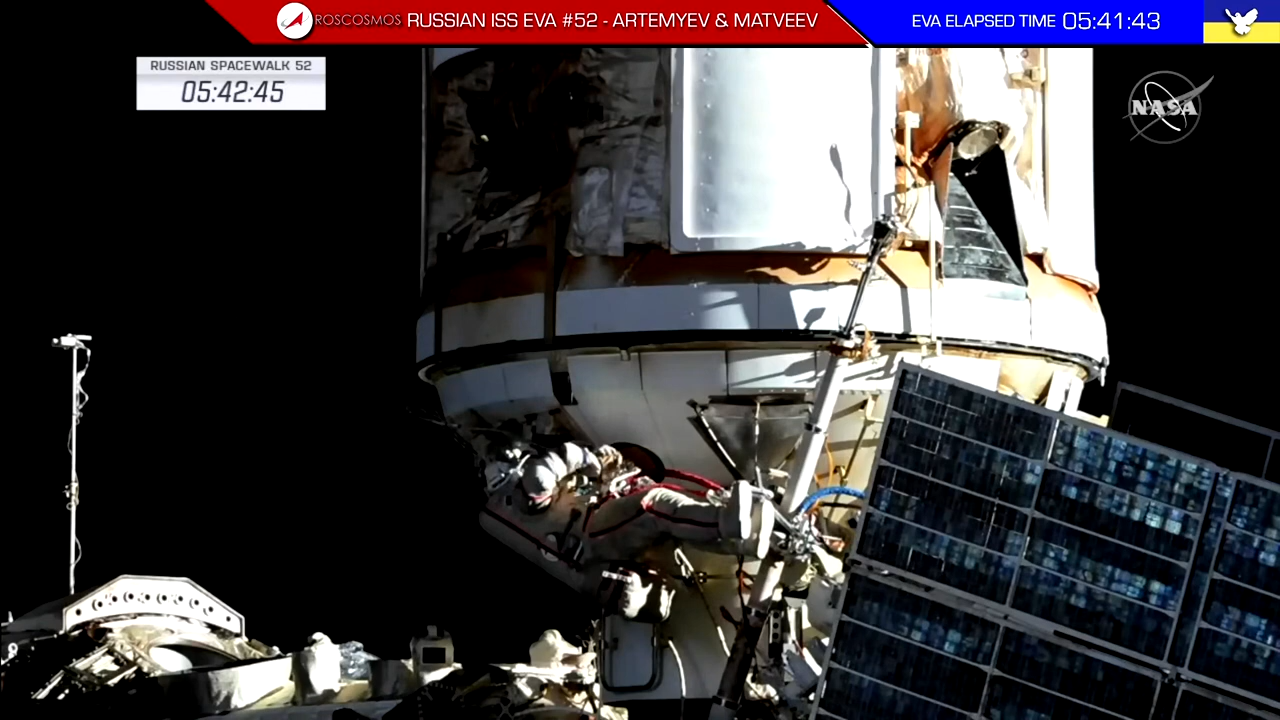 ROSCOSMOS RUSSIAN ISS EVA #52 - ARTEMYEV & MATVEEV
EVA ELAPSED TIME 05:41:43
RUSSIAN SPACEWALK 52
05:42:45
NASA